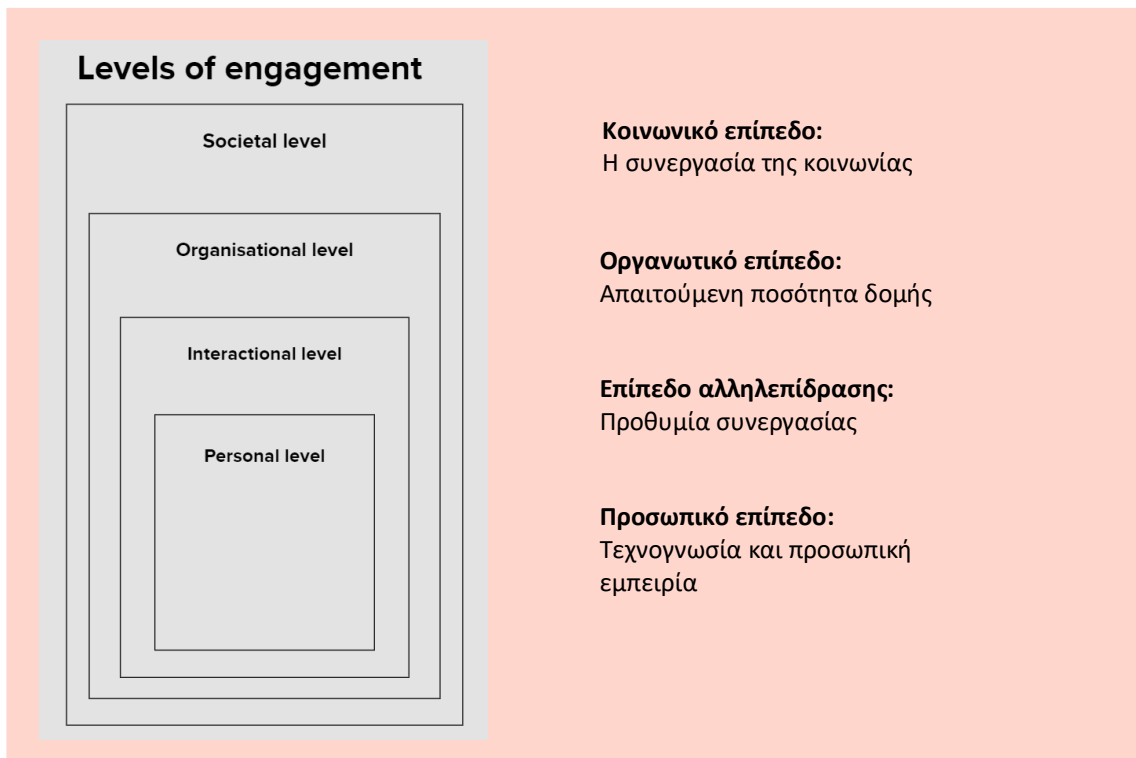 Levels of engagement
Societal level
Organisational level
Interactional level
Personal level
Κοινωνικό επίπεδο:
Η συνεργασία της κοινωνίας
Οργανωτικό επίπεδο:
Απαιτούμενη ποσότητα δομής
Επίπεδο αλληλεπίδρασης:
Προθυμία συνεργασίας
Προσωπικό επίπεδο:
Τεχνογνωσία και προσωπική
εμπειρία